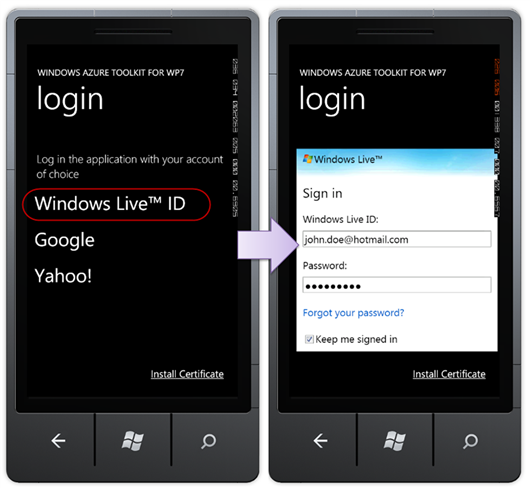 WINDOWS AZURE TOOLKIT FOR WP7
login
Log in the application with your account
of choice
Windows Live™ ID
Google
Yahoo!
Install Certificate
WINDOWS AZURE TOOLKIT FOR WP7
login
Windows Live™
Sign in
Windows Live ID:
john.doe@hotmail.com
Password:
•••••••••
Forgot your password?
Keep me signed in
Install Certificate